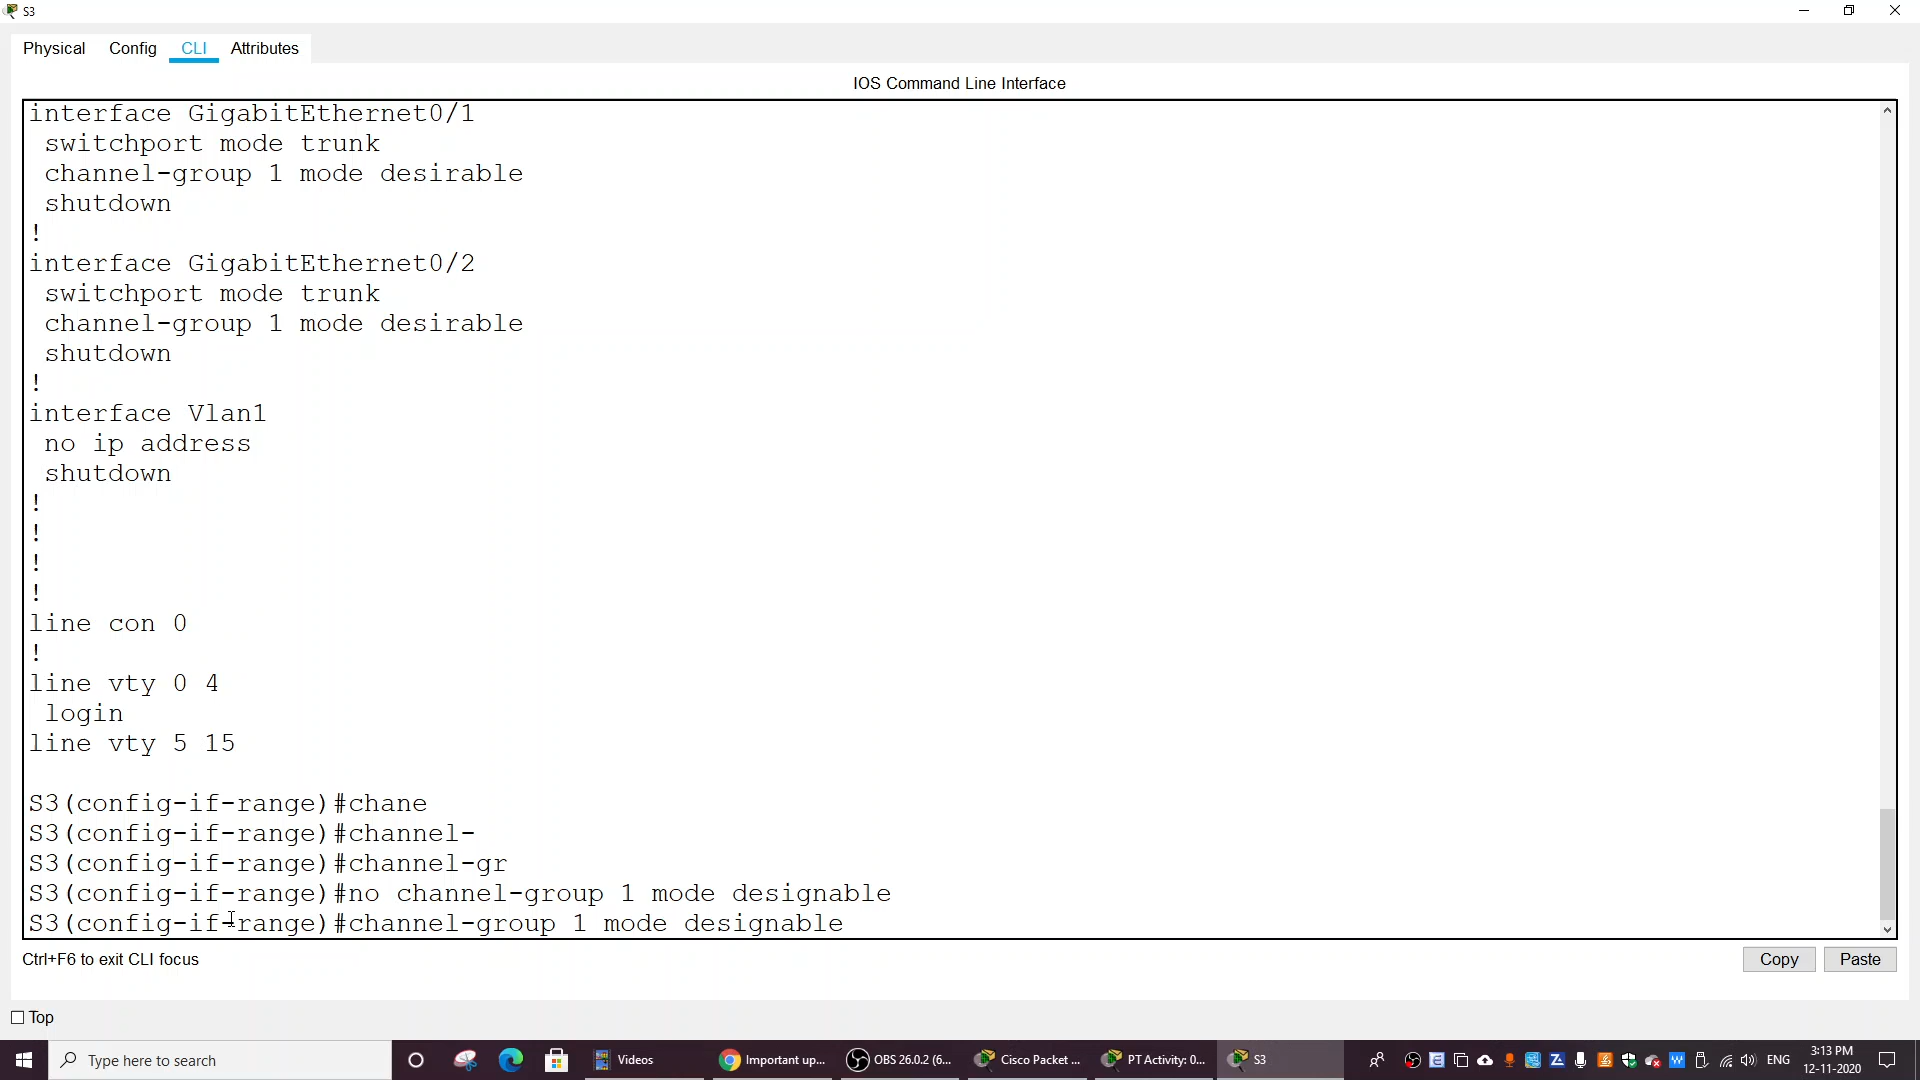 S3
Physical Config CLI Attributes
IOS Command Line Interface
interface GigabitEthernet0/1
switchport mode trunk
channel-group 1 mode desirable
shutdown
!
interface GigabitEthernet0/2
switchport mode trunk
channel-group 1 mode desirable
shutdown
!
interface Vlan1
no ip address
shutdown
!
!
!
!
line con 0
!
line vty 0 4
login
line vty 5 15
S3(config-if-range)#chane
S3(config-if-range)#channel-
S3(config-if-range)#channel-gr
S3(config-if-range)#no channel-group 1 mode designable
S3(config-if-range)#channel-group 1 mode designable
Ctrl+F6 to exit CLI focus
Copy Paste
Top
Type here to search
Videos
Important up...
OBS 26.0.2 (6...
Cisco Packet ...
PT Activity: 0...
S3
ENG
3:13 PM
12-11-2020